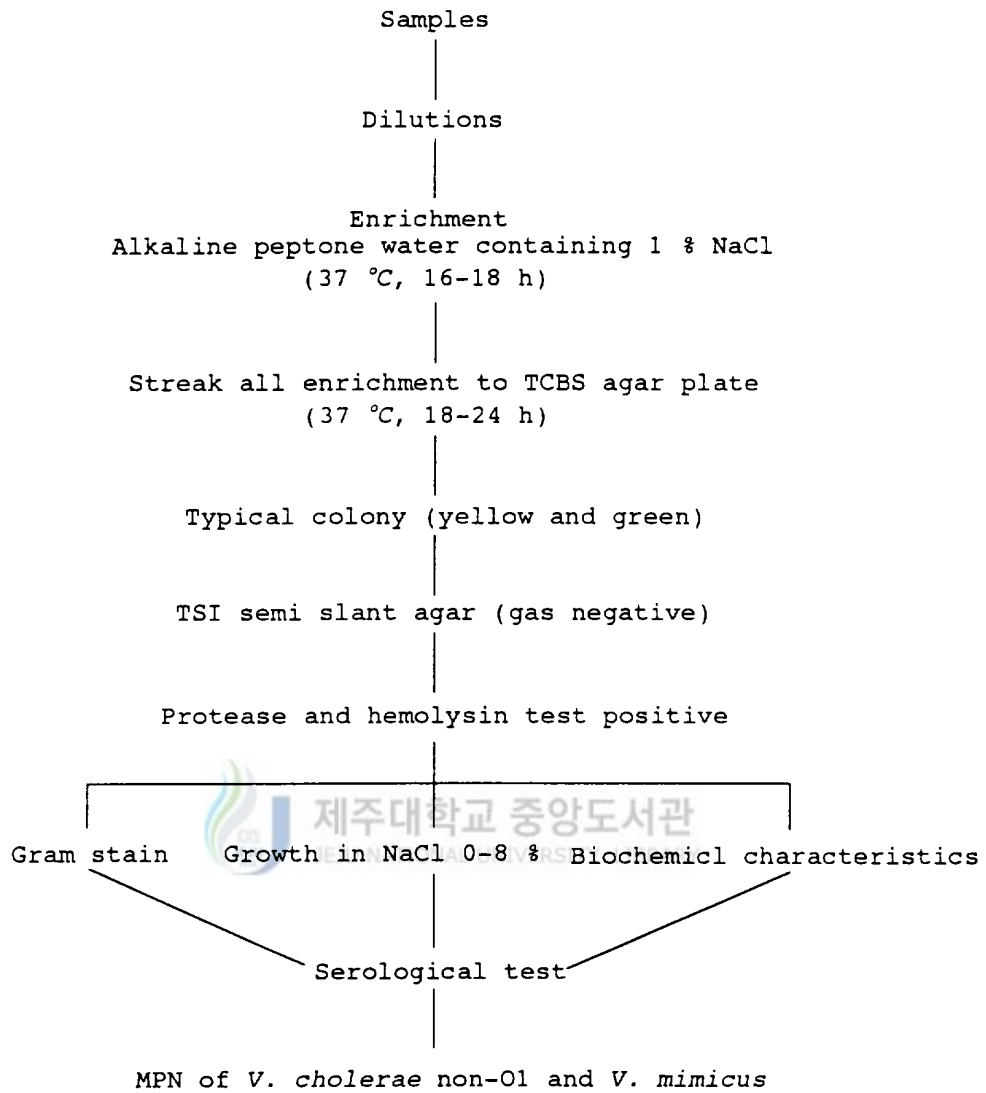 Samples
Dilutions
Enrichment
Alkaline peptone water containing 1 % NaCl
(37 °C, 16-18 h)
Streak all enrichment to TCBS agar plate
(37 °C, 18-24 h)
Typical colony (yellow and green)
TSI semi slant agar (gas negative)
Protease and hemolysin test positive
제주대학교 중앙도서관
Gram stain Growth in NaCl 0-8 % Biochemicl characteristics
Serological test
MPN of V. cholerae non-O1 and V. mimicus